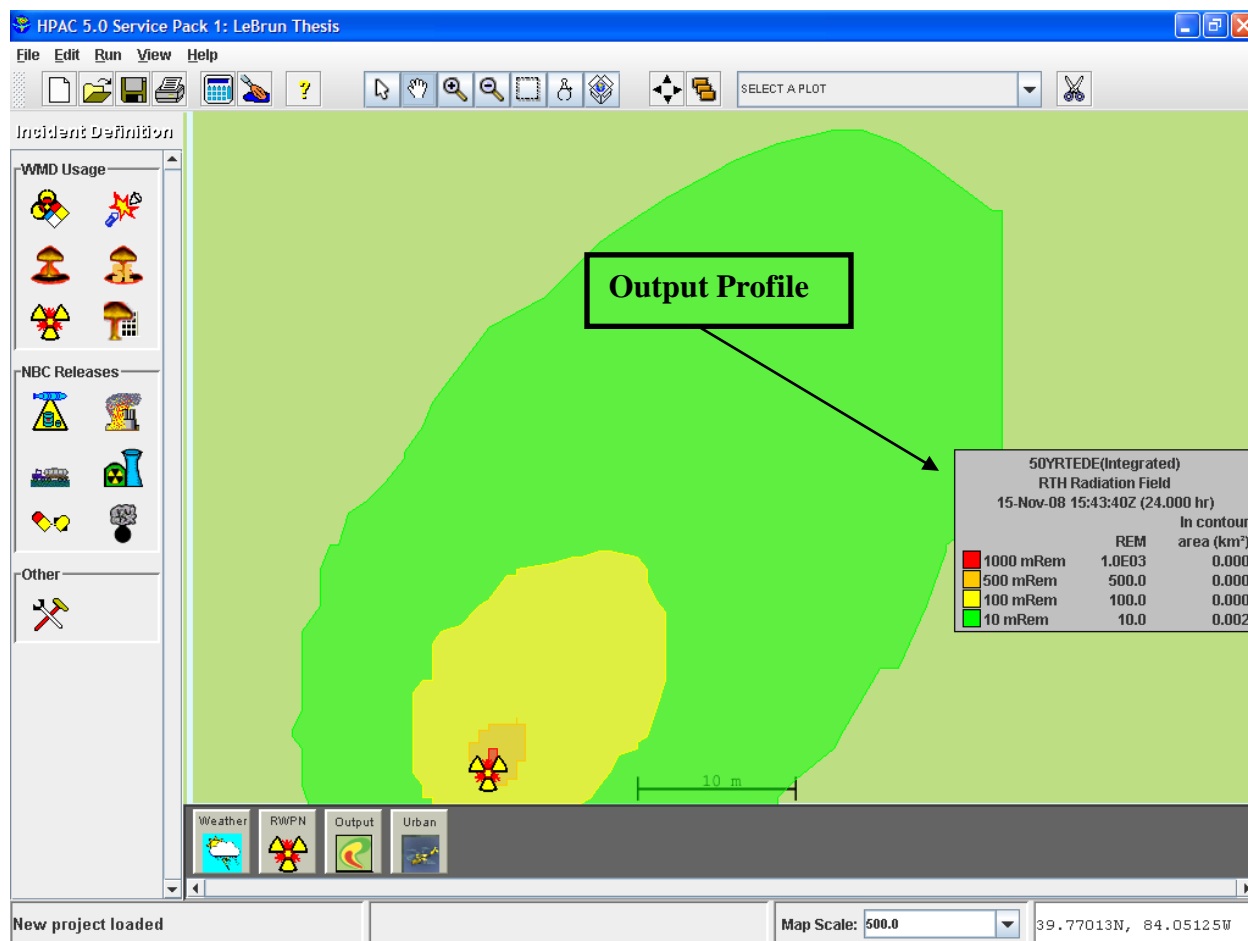 HPAC 5.0 Service Pack 1: LeBrun Thesis
File Edit Run View Help
SELECT A PLOT
Incident Definition
WMD Usage
NBC Releases
Other
Output Profile
50YRTEDE(Integrated)
RTH Radiation Field
15-Nov-08 15:43:40Z (24.000 hr)
In contour
REM area (km²)
1000 mRem 1.0E03 0.000
500 mRem 500.0 0.000
100 mRem 100.0 0.000
10 mRem 10.0 0.002
10 m
Weather RWPN Output Urban
New project loaded
Map Scale: 500.0
39.77013N, 84.05125W